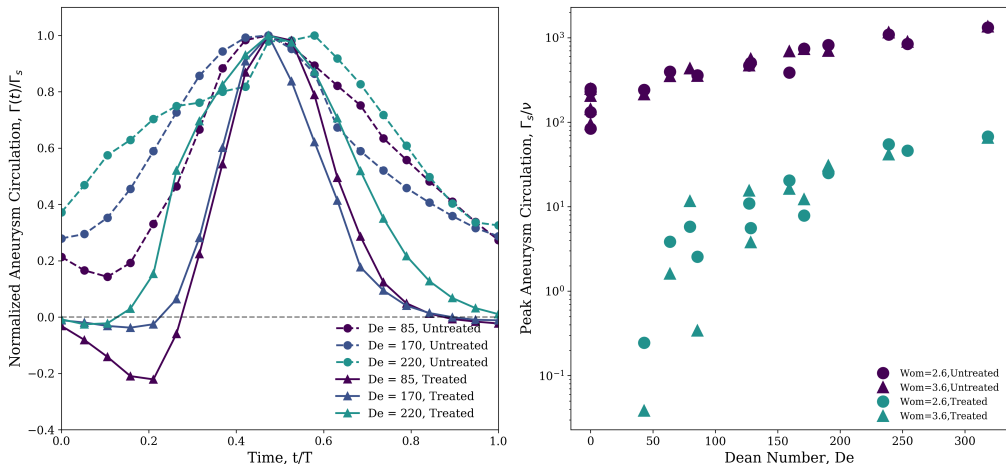 Normalized Aneurysm Circulation, Γ(t)/Γs
1.0
0.8
0.6
0.4
0.2
0.0
−0.2
−0.4
0.0 0.2 0.4 0.6 0.8 1.0
Time, t/T
De = 85, Untreated
De = 170, Untreated
De = 220, Untreated
De = 85, Treated
De = 170, Treated
De = 220, Treated
Peak Aneurysm Circulation, Γs/ν
10³
10²
10¹
10⁰
10⁻¹
0 50 100 150 200 250 300
Dean Number, De
Wom=2.6,Untreated
Wom=3.6,Untreated
Wom=2.6,Treated
Wom=3.6,Treated